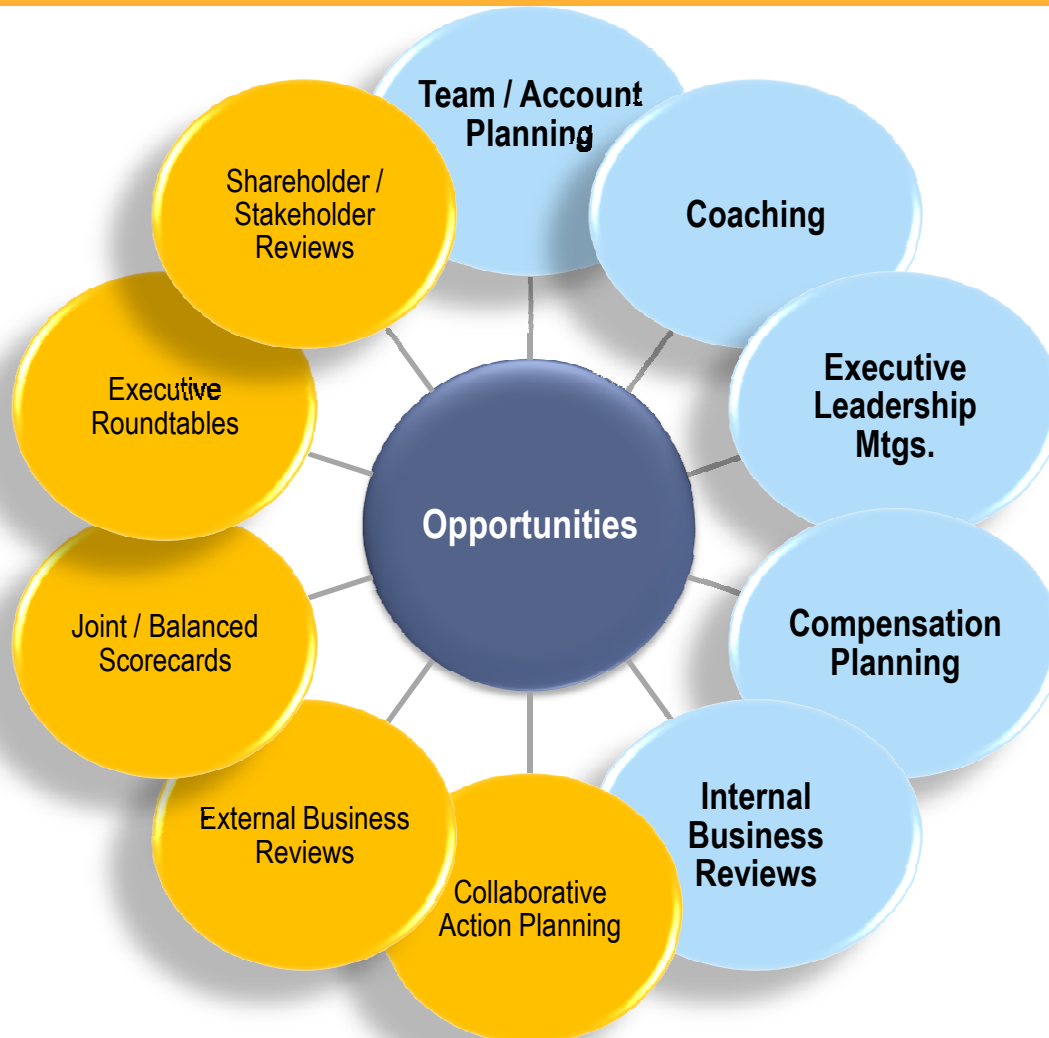 Team / Account
Planning
Coaching
Executive
Leadership
Mtgs.
Compensation
Planning
Internal
Business
Reviews
Collaborative
Action Planning
External Business
Reviews
Joint / Balanced
Scorecards
Executive
Roundtables
Shareholder /
Stakeholder
Reviews
Opportunities